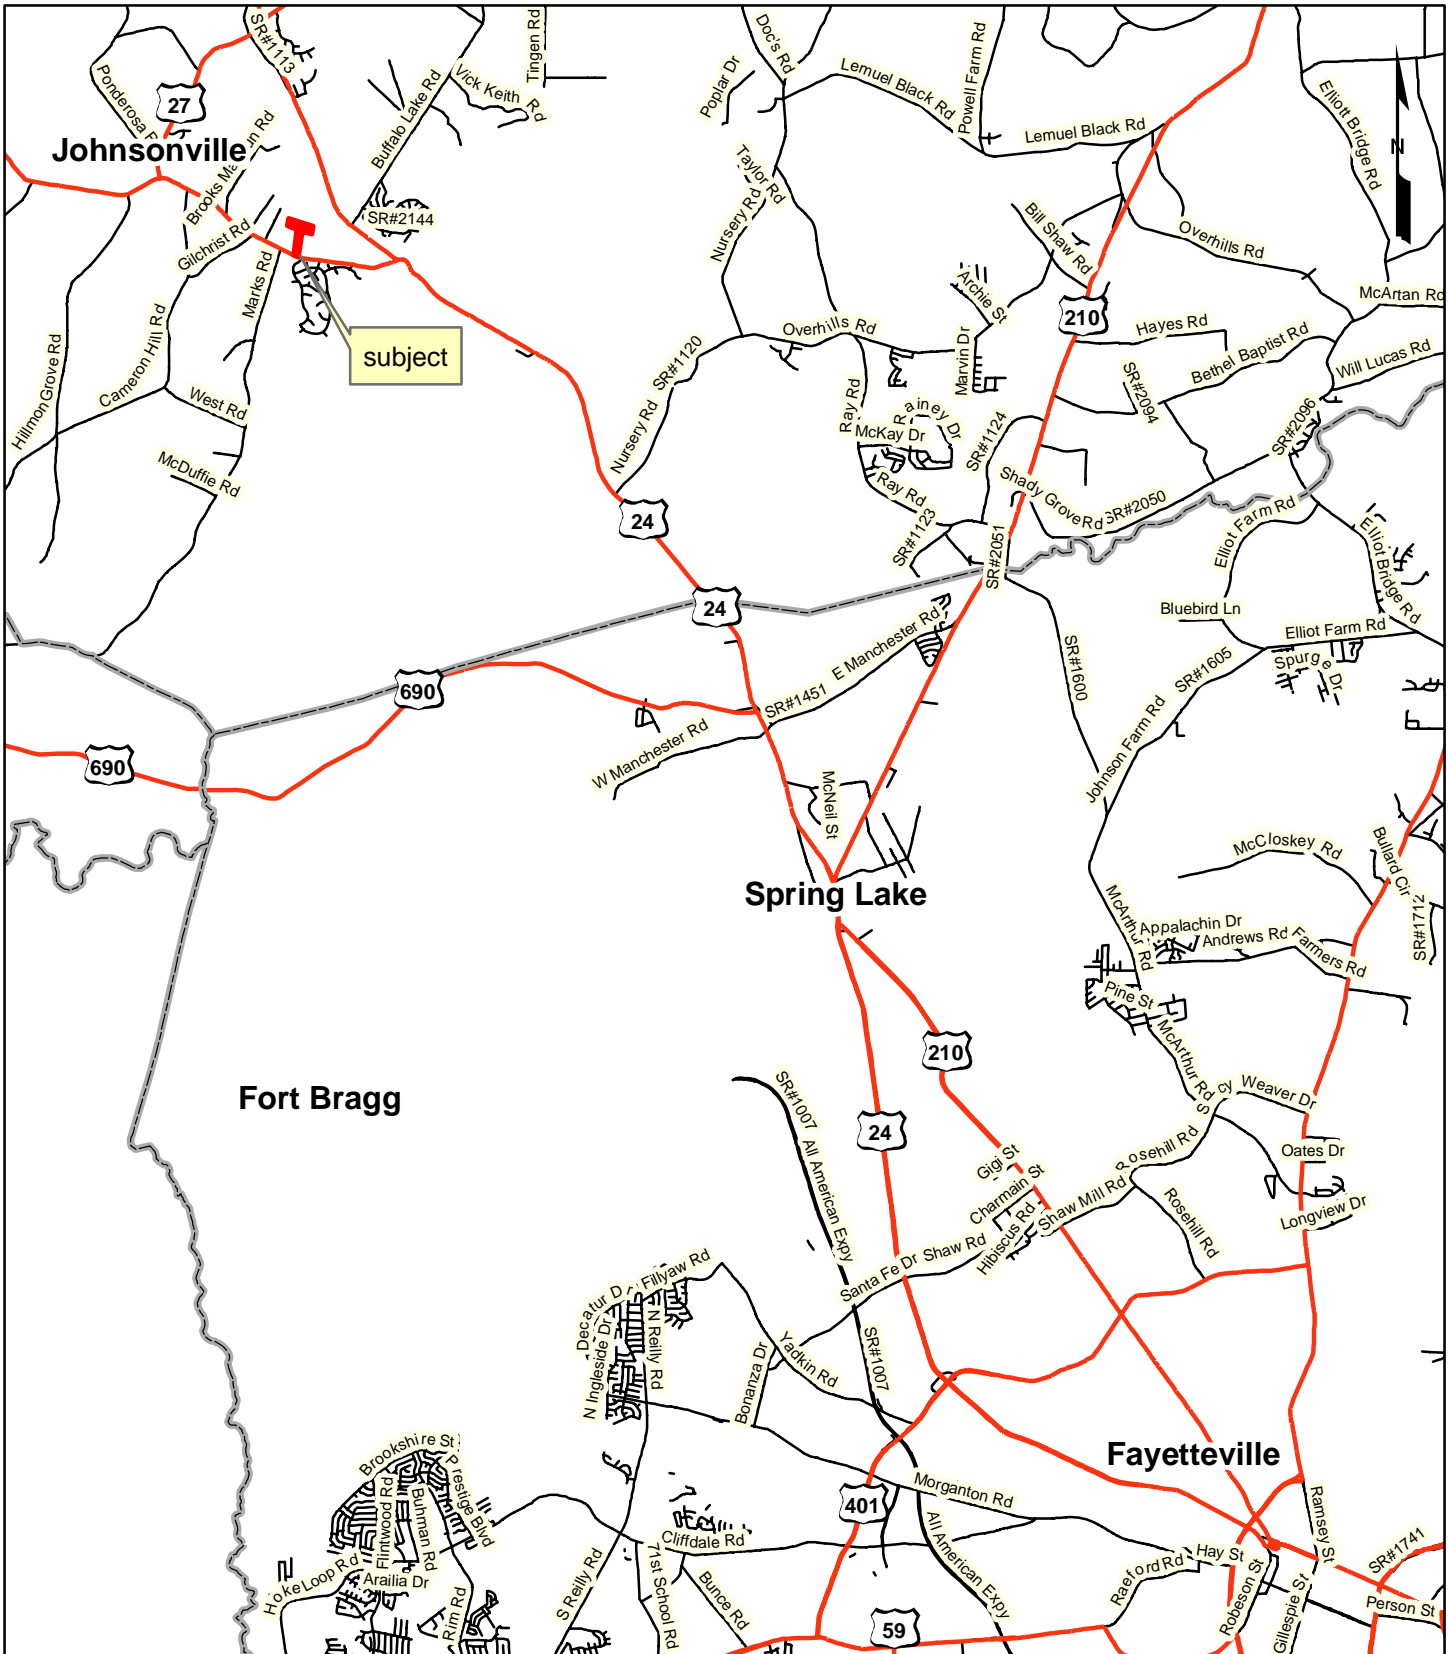 SR#1113
Tingen Rd
Doc's Rd
Ponderosa R
27
Vick Keith Rd
Buffalo Lake Rd
Poplar Dr
Lemuel Black Rd
Powell Farm Rd
Lemuel Black Rd
Elliott Bridge Rd
N
Johnsonville
Brooks Ma un Rd
SR#2144
Gilchrist Rd
Marks Rd
Taylor Rd
Nursery Rd
Bill Shaw Rd
Overhills Rd
Archie St
McArtan Rd
210
Hayes Rd
Bethel Baptist Rd
Will Lucas Rd
subject
Overhills Rd
Marvin Dr
Hillmon Grove Rd
Cameron Hill Rd
West Rd
McDuffie Rd
SR#1120
Nursery Rd
Ray Rd
Rainey Dr
McKay Dr
SR#1124
SR#2094
SR#2096
Ray Rd
Shady Grove Rd
SR#2050
24
SR#1123
SR#2051
Elliot Farm Rd
Elliot Bridge Rd
24
Bluebird Ln
Elliot Farm Rd
E Manchester Rd
SR#1451
SR#1600
SR#1605
Spurge Dr
690
690
W Manchester Rd
Johnson Farm Rd
McNeil St
McCloskey Rd
Bullard Cir
SR#1712
Spring Lake
McArthur Rd
Appalachin Dr
Andrews Rd
Farmers Rd
Pine St
210
McArthur Rd
Fort Bragg
SR#1007
24
All American Expy
S cy Weaver Dr
Oates Dr
Gigi St
Charmain St
Rosehill Rd
Shaw Mill Rd
Hibiscus Rd
Rosehill Rd
Longview Dr
Santa Fe Dr
Shaw Rd
Fillyaw Rd
Decatur D
N Ingleside Dr
N Reilly Rd
Bonanza Dr
Yadkin Rd
SR#1007
Fayetteville
Brookshire St
Prestige Blvd
Flintwood Rd
Buhman Rd
401
Morganton Rd
Ramsey St
Cliffdale Rd
All American Expy
Hay St
SR#1741
Hoke Loop Rd
Arailia Dr
Rim Rd
S Reilly Rd
71st School Rd
Bunce Rd
59
Raeford Rd
Robeson St
Gillespie St
Person St